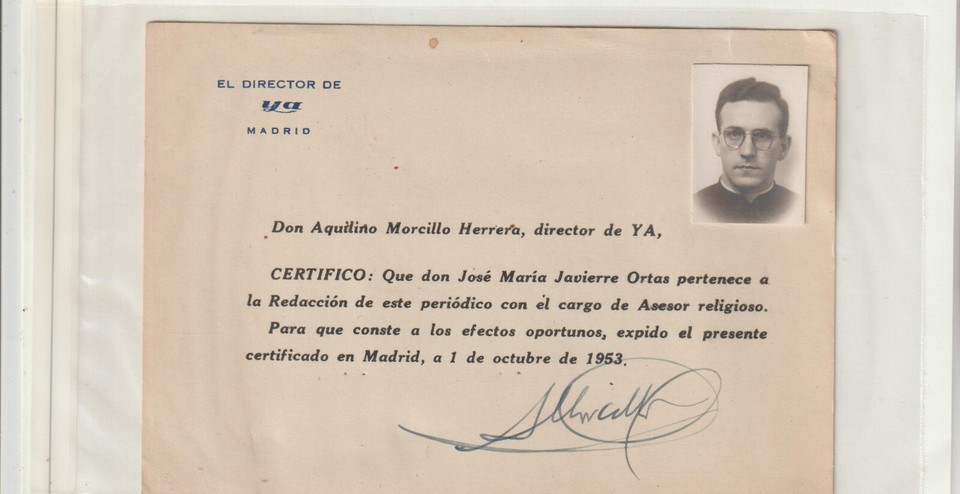 EL DIRECTOR DE
ya
MADRID
Don Aquilino Morcillo Herrera, director de YA,
CERTIFICO: Que don José María Javierre Ortas pertenece a
la Redacción de este periódico con el cargo de Asesor religioso.
Para que conste a los efectos oportunos, expido el presente
certificado en Madrid, a 1 de octubre de 1953.